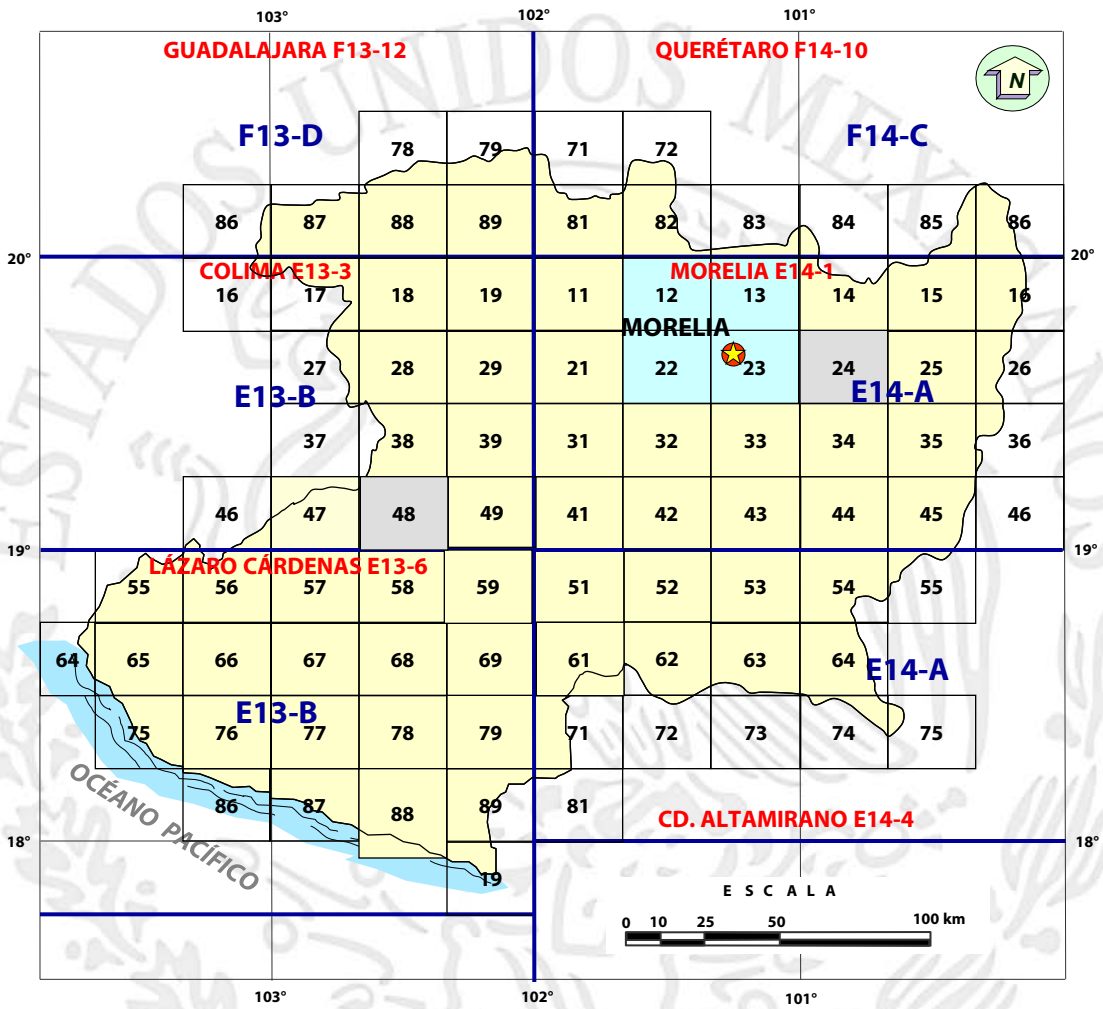 103° 102° 101°
GUADALAJARA F13-12 QUERÉTARO F14-10
N
F13-D F14-C
78 79 71 72
86 87 88 89 81 82 83 84 85 86
20° 20°
COLIMA E13-3 MORELIA E14-1
16 17 18 19 11 12 13 14 15 16
MORELIA
27 28 29 21 22 23 24 25 26
E13-B E14-A
37 38 39 31 32 33 34 35 36
46 47 48 49 41 42 43 44 45 46
19° 19°
LÁZARO CÁRDENAS E13-6
55 56 57 58 59 51 52 53 54 55
64 65 66 67 68 69 61 62 63 64
E14-A
E13-B
75 76 77 78 79 71 72 73 74 75
OCÉANO PACÍFICO
86 87 88 89 81
CD. ALTAMIRANO E14-4
18° 18°
19
ESCALA
0 10 25 50 100 km
103° 102° 101°
ESTADOS UNIDOS MEXICANOS